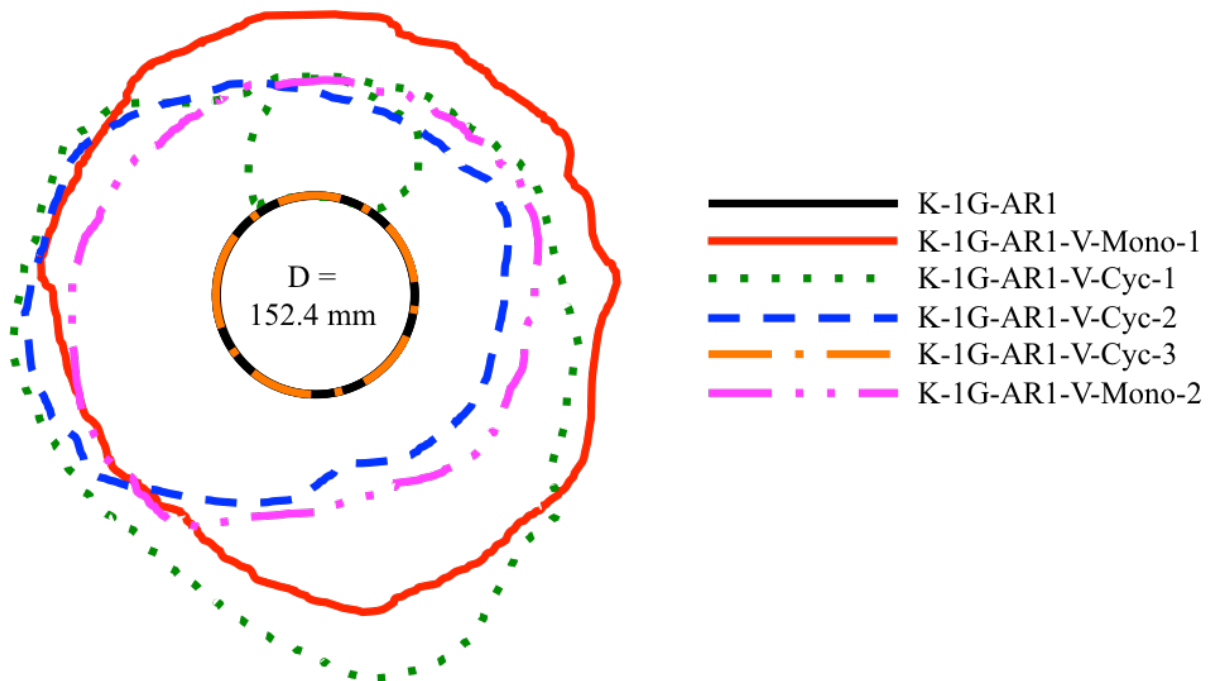 D =
152.4 mm
K-1G-AR1
K-1G-AR1-V-Mono-1
K-1G-AR1-V-Cyc-1
K-1G-AR1-V-Cyc-2
K-1G-AR1-V-Cyc-3
K-1G-AR1-V-Mono-2